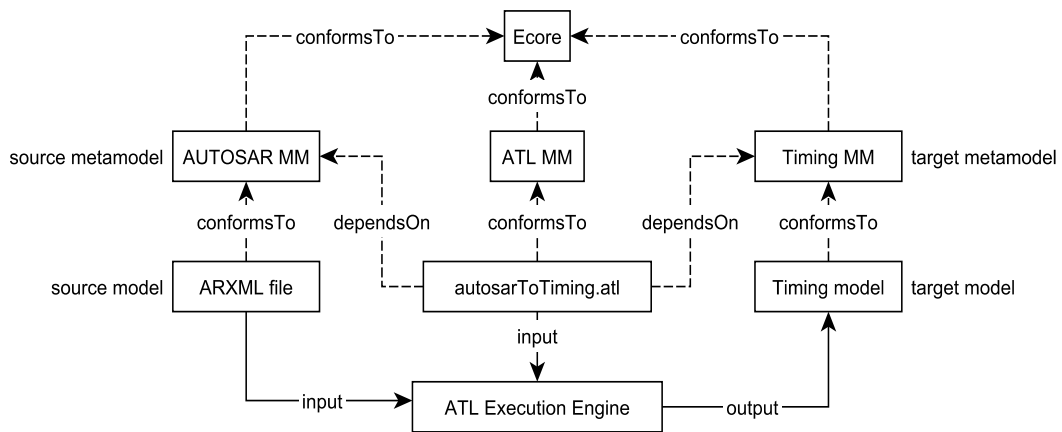 conformsTo
Ecore
conformsTo
conformsTo
source metamodel
AUTOSAR MM
ATL MM
Timing MM
target metamodel
conformsTo
dependsOn
conformsTo
dependsOn
conformsTo
source model
ARXML file
autosarToTiming.atl
Timing model
target model
input
input
ATL Execution Engine
output